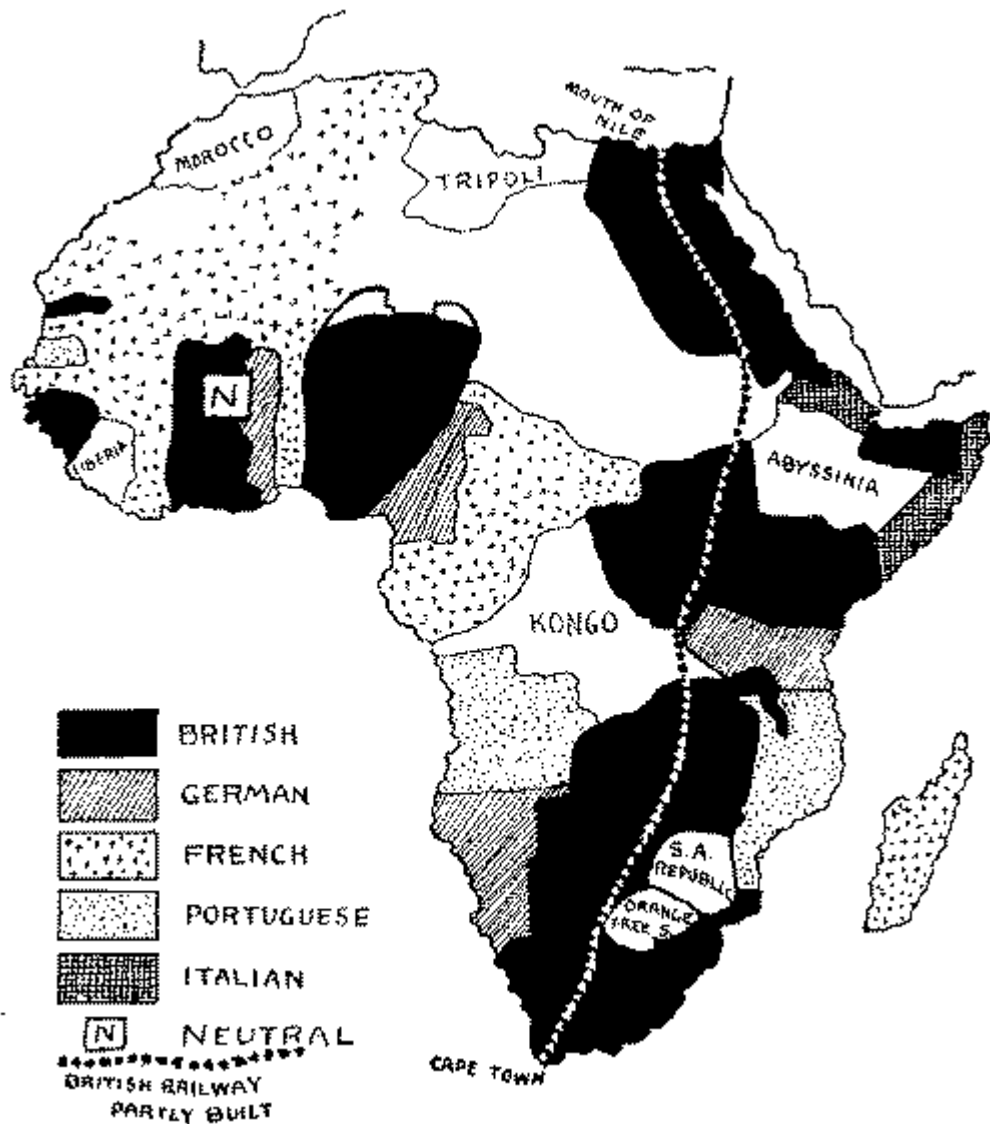 MOUTH OF
NILE
MOROCCO
TRIPOLI
N
LIBERIA
ABYSSINIA
KONGO
BRITISH
GERMAN
FRENCH
S.A.
REPUBLIC
PORTUGUESE
ORANGE
FREE S.
ITALIAN
N NEUTRAL
CAPE TOWN
BRITISH RAILWAY
PARTLY BUILT